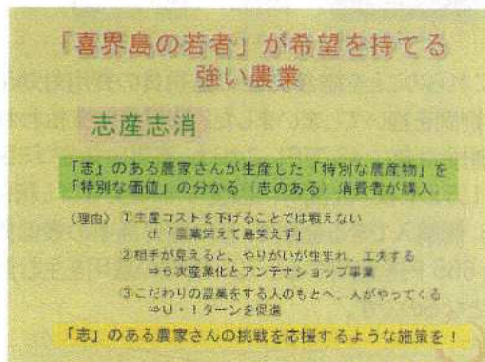 「喜界島の若者」が希望を持てる
強い農業
志産志消
「志」のある農家さんが生産した「特別な農産物」を
「特別な価値」の分かる(志のある)消費者が購入。
(理由) ①生産コストを下げることでは戦えない
cf「農業栄えて島栄えず」
②相手が見えると、やりがいが生まれ、工夫する
⇒6次産業化とアンテナショップ事業
③こだわりの農業をする人のもとへ、人がやってくる
⇒U・Iターンを促進
「志」のある農家さんの挑戦を応援するような施策を!